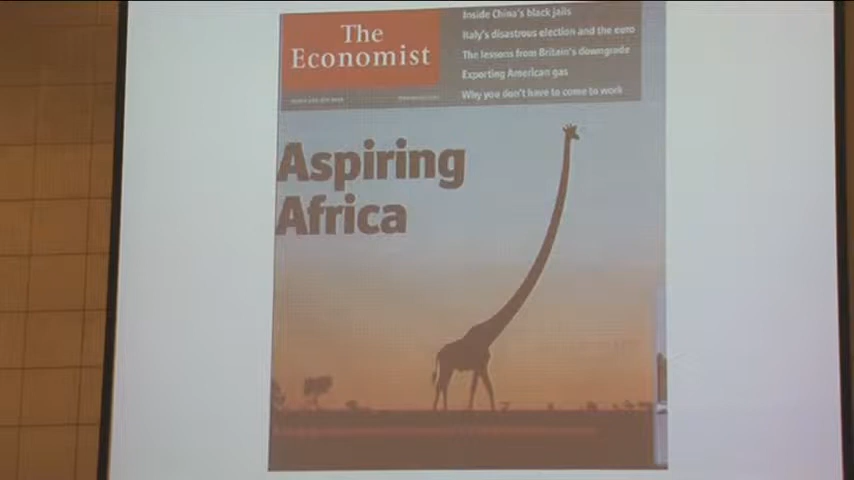 The
Economist
Inside China's black jails
Italy's disastrous election and the euro
The lessons from Britain's downgrade
Exporting American gas
Why you don't have to come to work
Aspiring
Africa